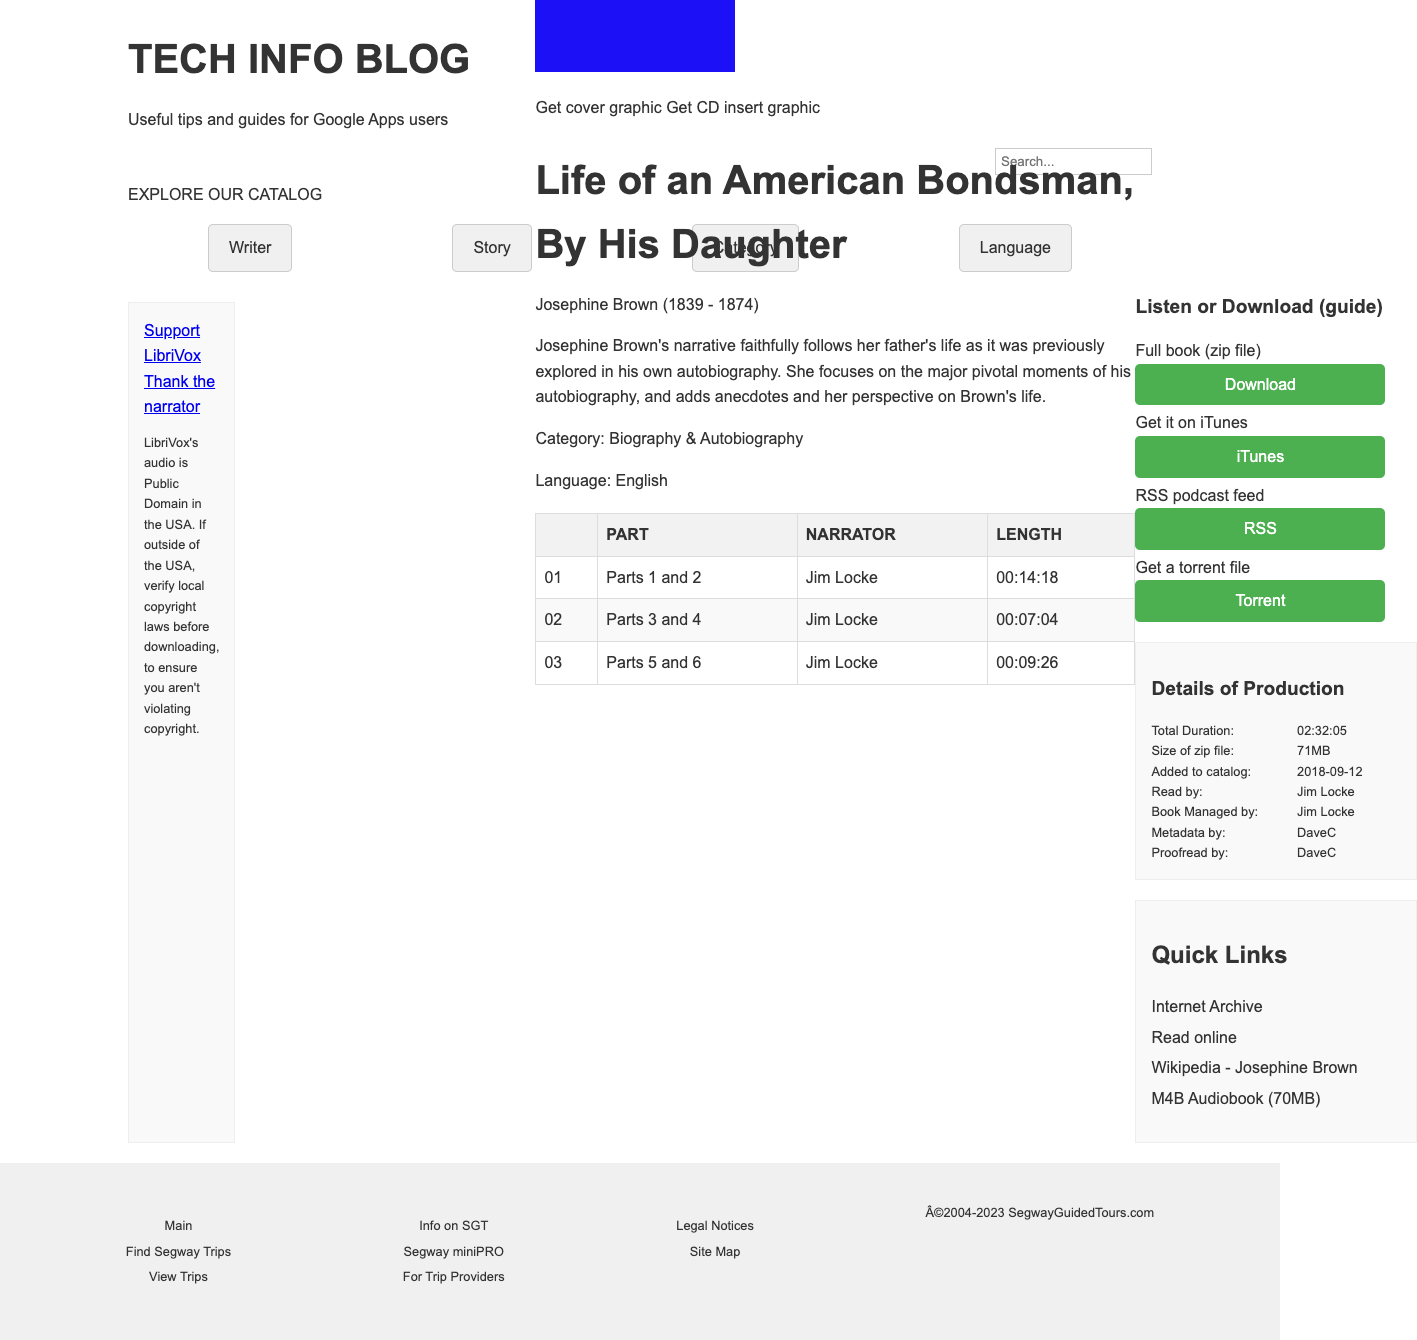 TECH INFO BLOG
Useful tips and guides for Google Apps users
Get cover graphic Get CD insert graphic
Search...
EXPLORE OUR CATALOG
Writer
Story
Category
Language
Life of an American Bondsman,
By His Daughter
Support
LibriVox
Thank the
narrator
LibriVox's
audio is
Public
Domain in
the USA. If
outside of
the USA,
verify local
copyright
laws before
downloading,
to ensure
you aren't
violating
copyright.
Josephine Brown (1839 - 1874)
Josephine Brown's narrative faithfully follows her father's life as it was previously
explored in his own autobiography. She focuses on the major pivotal moments of his
autobiography, and adds anecdotes and her perspective on Brown's life.
Category: Biography & Autobiography
Language: English
PART NARRATOR LENGTH
01 Parts 1 and 2 Jim Locke 00:14:18
02 Parts 3 and 4 Jim Locke 00:07:04
03 Parts 5 and 6 Jim Locke 00:09:26
Listen or Download (guide)
Full book (zip file)
Download
Get it on iTunes
iTunes
RSS podcast feed
RSS
Get a torrent file
Torrent
Details of Production
Total Duration: 02:32:05
Size of zip file: 71MB
Added to catalog: 2018-09-12
Read by: Jim Locke
Book Managed by: Jim Locke
Metadata by: DaveC
Proofread by: DaveC
Quick Links
Internet Archive
Read online
Wikipedia - Josephine Brown
M4B Audiobook (70MB)
Main
Find Segway Trips
View Trips
Info on SGT
Segway miniPRO
For Trip Providers
Legal Notices
Site Map
Â©2004-2023 SegwayGuidedTours.com